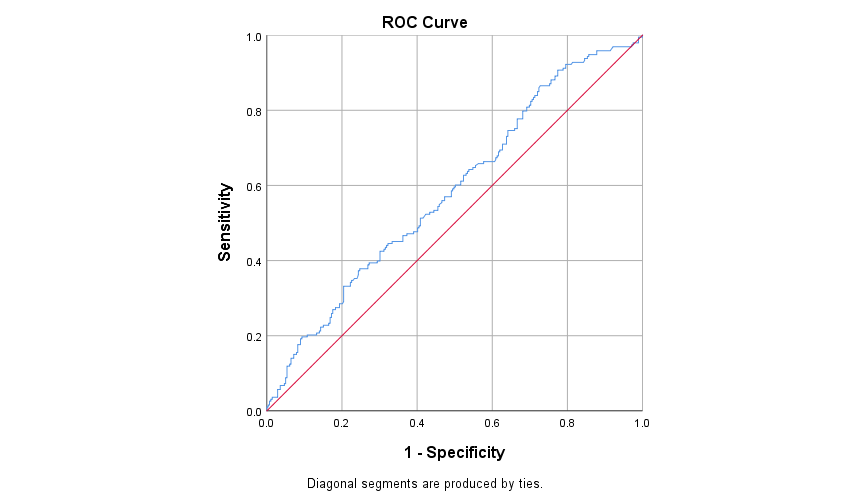 ROC Curve
1.0
0.8
0.6
0.4
0.2
0.0
Sensitivity
0.0 0.2 0.4 0.6 0.8 1.0
1 - Specificity
Diagonal segments are produced by ties.